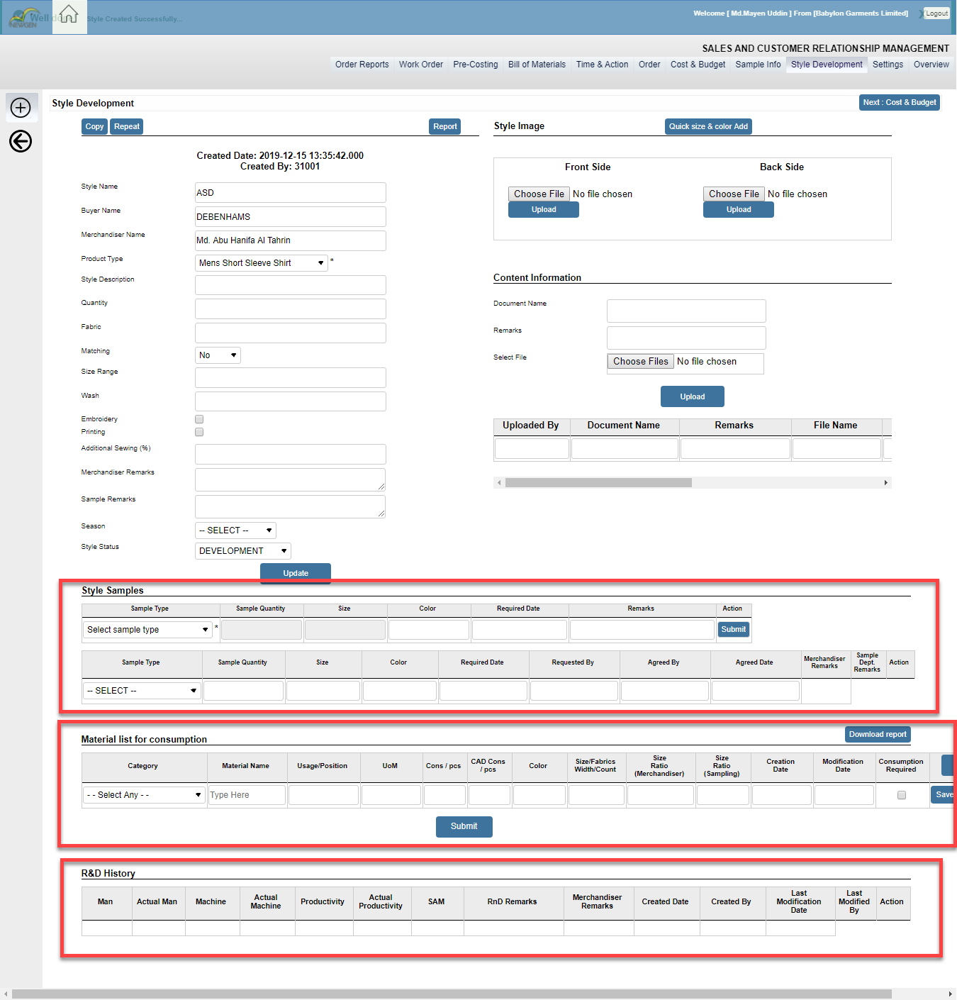 NEWGEN
Well done
Style Created Successfully...
Welcome [ Md.Mayen Uddin ] From [Babylon Garments Limited]
X
Logout
SALES AND CUSTOMER RELATIONSHIP MANAGEMENT
Order Reports Work Order Pre-Costing Bill of Materials Time & Action Order Cost & Budget Sample Info Style Development Settings Overview
Style Development
Next : Cost & Budget
Copy Repeat Report
Created Date: 2019-12-15 13:35:42.000
Created By: 31001
Style Name ASD
Buyer Name DEBENHAMS
Merchandiser Name Md. Abu Hanifa Al Tahrin
Product Type Mens Short Sleeve Shirt *
Style Description
Quantity
Fabric
Matching No
Size Range
Wash
Embroidery
Printing
Additional Sewing (%)
Merchandiser Remarks
Sample Remarks
Season -- SELECT --
Style Status DEVELOPMENT
Update
Style Image Quick size & color Add
Front Side Back Side
Choose File No file chosen Choose File No file chosen
Upload Upload
Content Information
Document Name
Remarks
Select File Choose Files No file chosen
Upload
Uploaded By Document Name Remarks File Name
Style Samples
Sample Type Sample Quantity Size Color Required Date Remarks Action
Select sample type * Submit
Sample Type Sample Quantity Size Color Required Date Requested By Agreed By Agreed Date Merchandiser Remarks Sample Dept. Remarks Action
-- SELECT --
Material list for consumption Download report
Category Material Name Usage/Position UoM Cons / pcs CAD Cons / pcs Color Size/Fabrics Width/Count Size Ratio (Merchandiser) Size Ratio (Sampling) Creation Date Modification Date Consumption Required
- - Select Any - - Type Here Save
Submit
R&D History
Man Actual Man Machine Actual Machine Productivity Actual Productivity SAM RnD Remarks Merchandiser Remarks Created Date Created By Last Modification Date Last Modified By Action